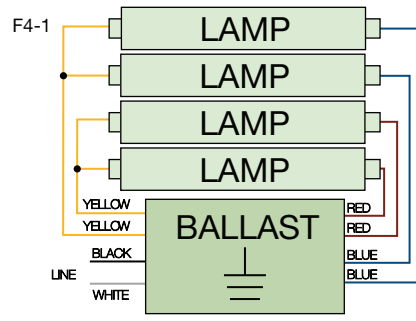 F4-1
LAMP
LAMP
LAMP
LAMP
YELLOW
YELLOW
BLACK
LINE
WHITE
BALLAST
RED
RED
BLUE
BLUE